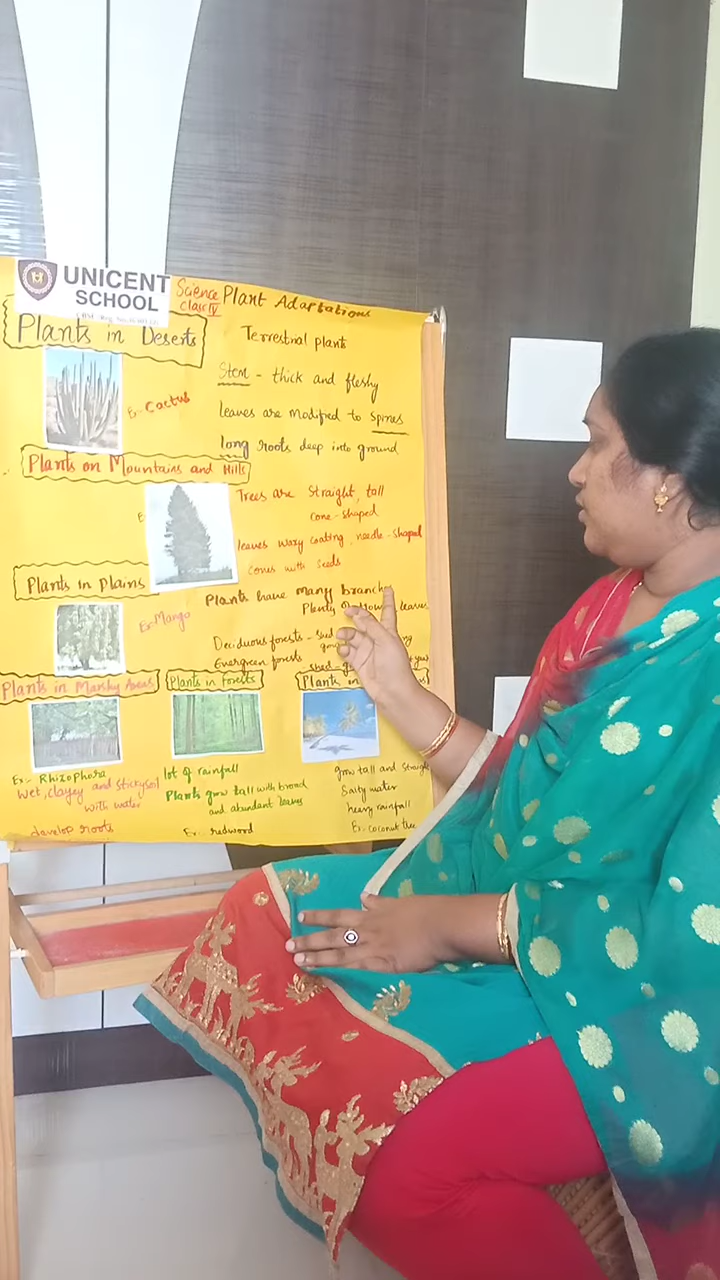 UNICENT
SCHOOL
Science
class IV
Plant Adaptations
Plants in Deserts
Terrestrial plants
Ex- Cactus
Stem - thick and fleshy
leaves are modified to spines
long roots deep into ground
Plants on Mountains and Hills
Trees are straight, tall
cone-shaped
leaves waxy coating, needle-shaped
cones with seeds
Plants in plains
Ex:- Mango
Plants have many branches
Plenty leaves
Deciduous forests - shed
Evergreen forests
Plants in Marshy Areas
Plants in forests
Plants in
Ex:- Rhizophora
wet, clayey and sticky soil
with water
develop roots
lot of rainfall
Plants grow tall with broad
and abundant leaves
Ex:- redwood
grow tall and straight
Salty water
heavy rainfall
Ex:- coconut tree